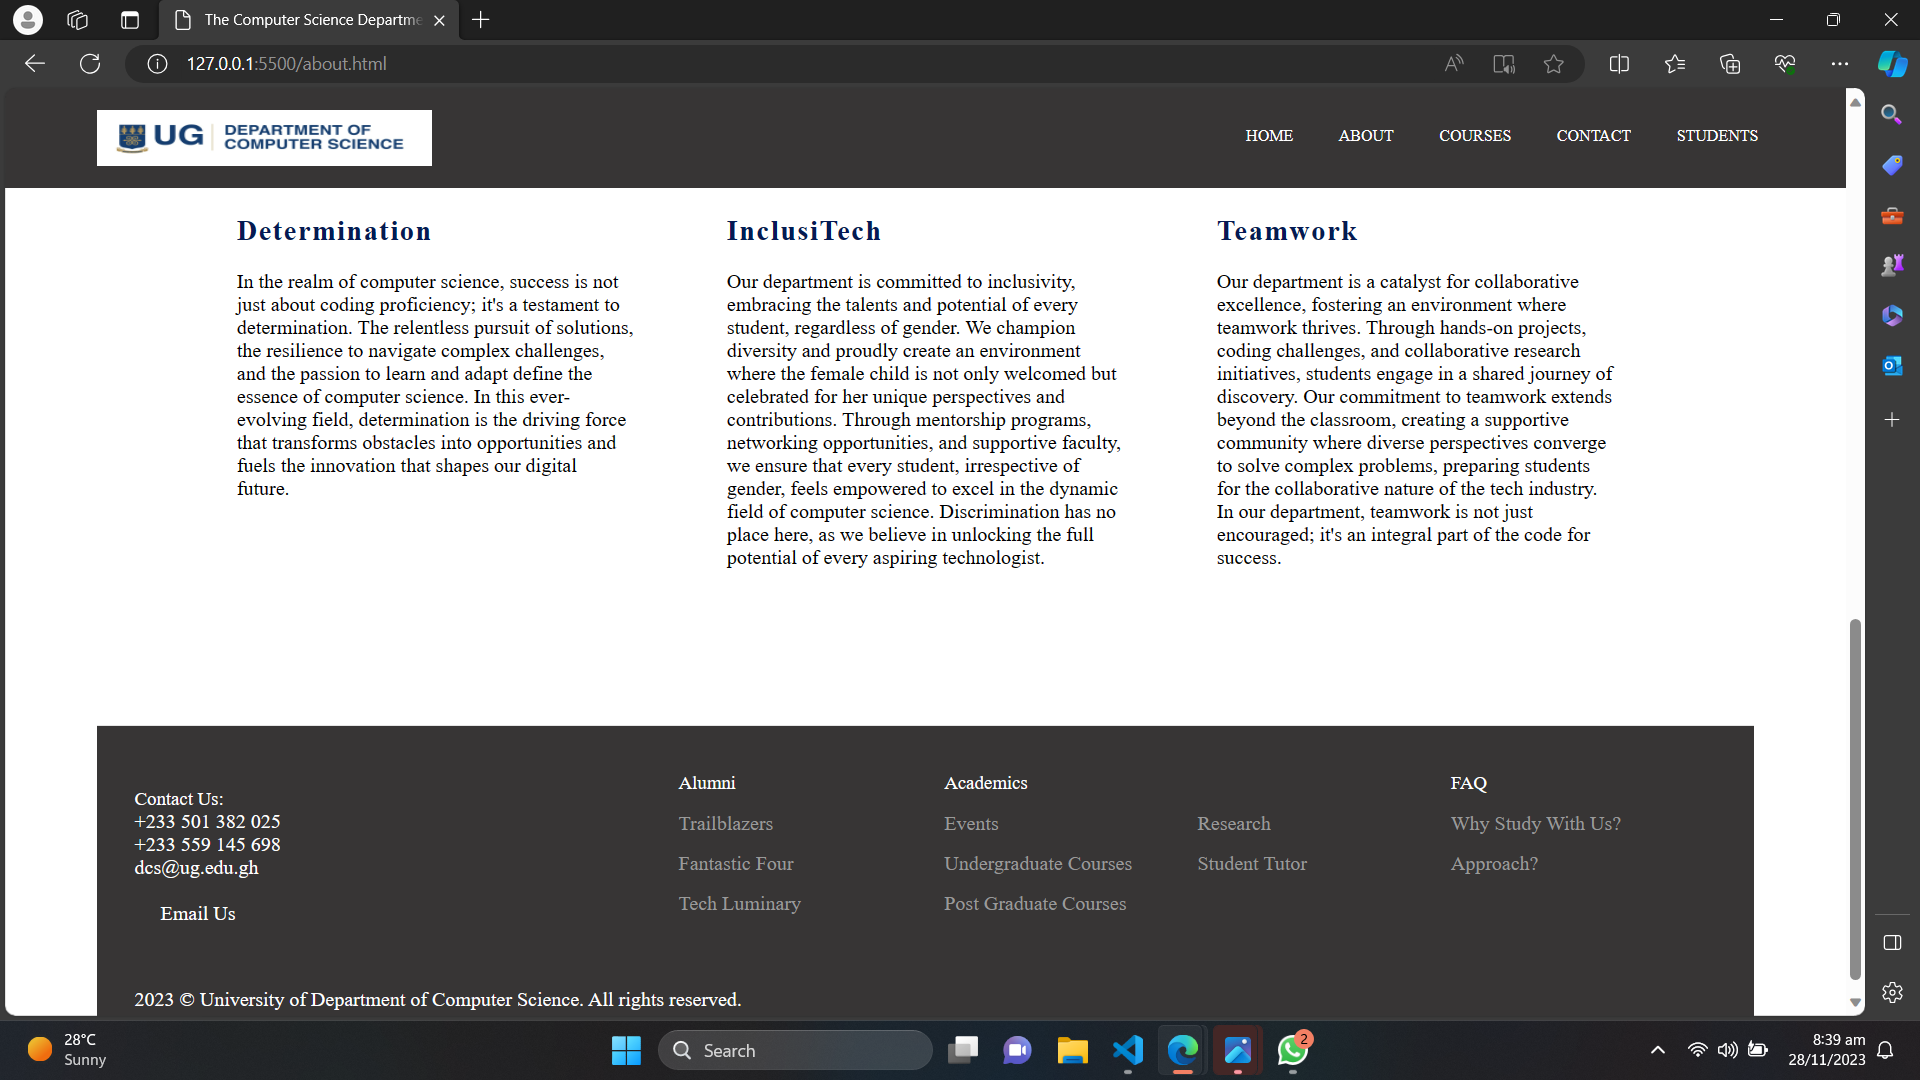 The Computer Science Departme
127.0.0.1:5500/about.html
UG DEPARTMENT OF
COMPUTER SCIENCE
HOME ABOUT COURSES CONTACT STUDENTS
Determination
In the realm of computer science, success is not
just about coding proficiency; it's a testament to
determination. The relentless pursuit of solutions,
the resilience to navigate complex challenges,
and the passion to learn and adapt define the
essence of computer science. In this ever-
evolving field, determination is the driving force
that transforms obstacles into opportunities and
fuels the innovation that shapes our digital
future.
InclusiTech
Our department is committed to inclusivity,
embracing the talents and potential of every
student, regardless of gender. We champion
diversity and proudly create an environment
where the female child is not only welcomed but
celebrated for her unique perspectives and
contributions. Through mentorship programs,
networking opportunities, and supportive faculty,
we ensure that every student, irrespective of
gender, feels empowered to excel in the dynamic
field of computer science. Discrimination has no
place here, as we believe in unlocking the full
potential of every aspiring technologist.
Teamwork
Our department is a catalyst for collaborative
excellence, fostering an environment where
teamwork thrives. Through hands-on projects,
coding challenges, and collaborative research
initiatives, students engage in a shared journey of
discovery. Our commitment to teamwork extends
beyond the classroom, creating a supportive
community where diverse perspectives converge
to solve complex problems, preparing students
for the collaborative nature of the tech industry.
In our department, teamwork is not just
encouraged; it's an integral part of the code for
success.
Contact Us:
+233 501 382 025
+233 559 145 698
dcs@ug.edu.gh
Email Us
Alumni
Trailblazers
Fantastic Four
Tech Luminary
Academics
Events
Undergraduate Courses
Post Graduate Courses
Research
Student Tutor
FAQ
Why Study With Us?
Approach?
2023 © University of Department of Computer Science. All rights reserved.
28°C
Sunny
Search
2
8:39 am
28/11/2023